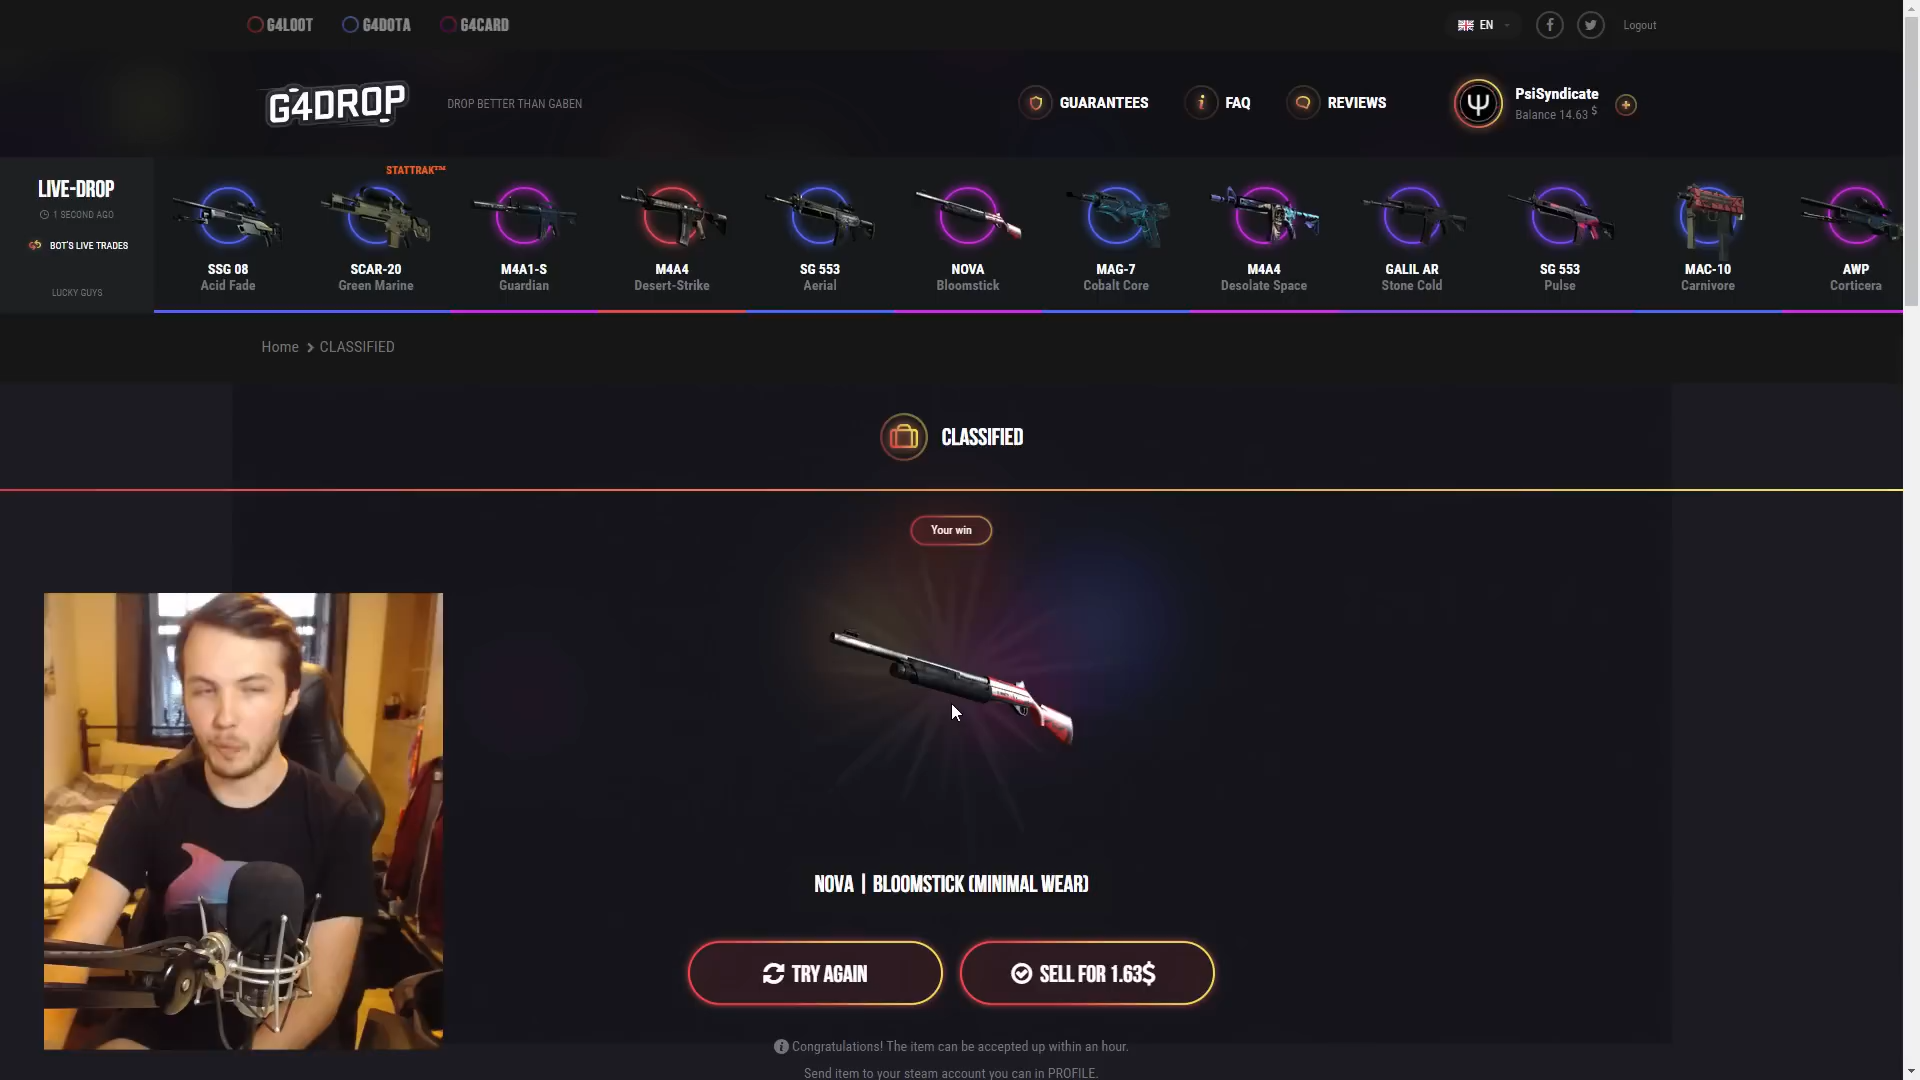 G4LOOT G4DOTA G4CARD EN Logout
G4DROP DROP BETTER THAN GABEN GUARANTEES FAQ REVIEWS PsiSyndicate
Balance 14.63 $
STATTRAK™
LIVE-DROP
1 SECOND AGO
BOT'S LIVE TRADES
LUCKY GUYS
SSG 08 SCAR-20 M4A1-S M4A4 SG 553 NOVA MAG-7 M4A4 GALIL AR SG 553 MAC-10 AWP
Acid Fade Green Marine Guardian Desert-Strike Aerial Bloomstick Cobalt Core Desolate Space Stone Cold Pulse Carnivore Corticera
Home > CLASSIFIED
CLASSIFIED
Your win
NOVA | BLOOMSTICK (MINIMAL WEAR)
TRY AGAIN SELL FOR 1.63$
Congratulations! The item can be accepted up within an hour.
Send item to your steam account you can in PROFILE.